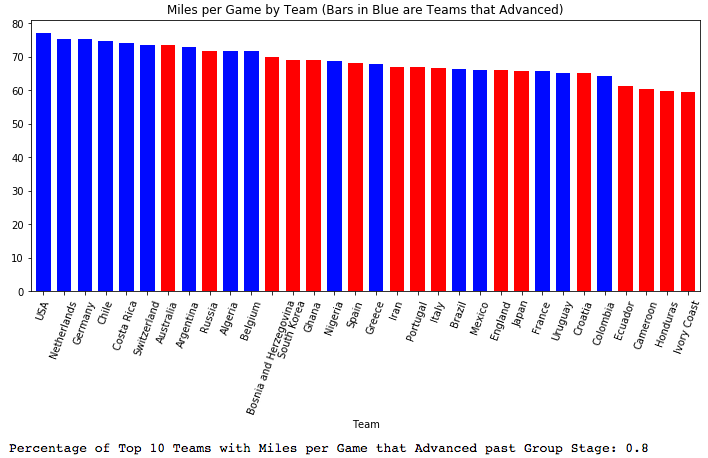 Miles per Game by Team (Bars in Blue are Teams that Advanced)
80
70
60
50
40
30
20
10
0
USA
Netherlands
Germany
Chile
Costa Rica
Switzerland
Australia
Argentina
Russia
Algeria
Belgium
Bosnia and Herzegovina
South Korea
Ghana
Nigeria
Spain
Greece
Iran
Portugal
Italy
Brazil
Mexico
England
Japan
France
Uruguay
Croatia
Colombia
Ecuador
Cameroon
Honduras
Ivory Coast
Team
Percentage of Top 10 Teams with Miles per Game that Advanced past Group Stage: 0.8